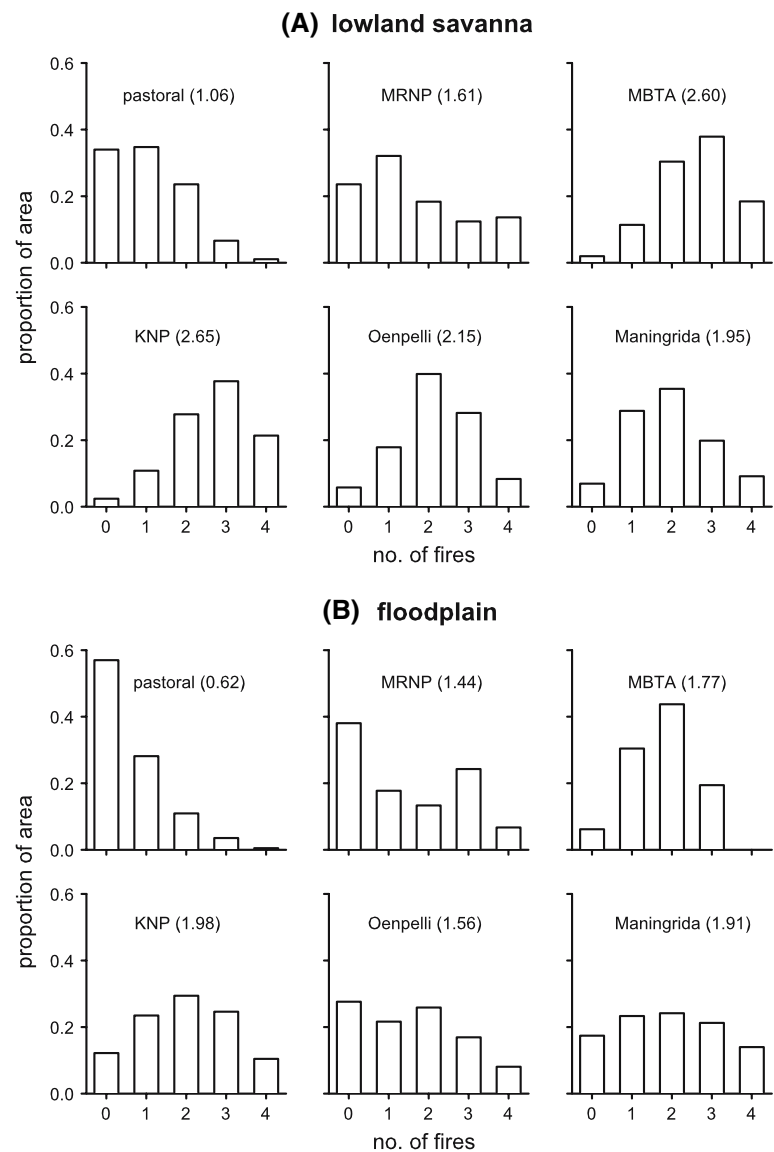 (A) lowland savanna
0.6
pastoral (1.06)
MRNP (1.61)
MBTA (2.60)
0.4
0.2
0.0
proportion of area
0.6
KNP (2.65)
Oenpelli (2.15)
Maningrida (1.95)
0.4
0.2
0.0
0 1 2 3 4
0 1 2 3 4
0 1 2 3 4
no. of fires
(B) floodplain
0.6
pastoral (0.62)
MRNP (1.44)
MBTA (1.77)
0.4
0.2
0.0
proportion of area
0.6
KNP (1.98)
Oenpelli (1.56)
Maningrida (1.91)
0.4
0.2
0.0
0 1 2 3 4
0 1 2 3 4
0 1 2 3 4
no. of fires